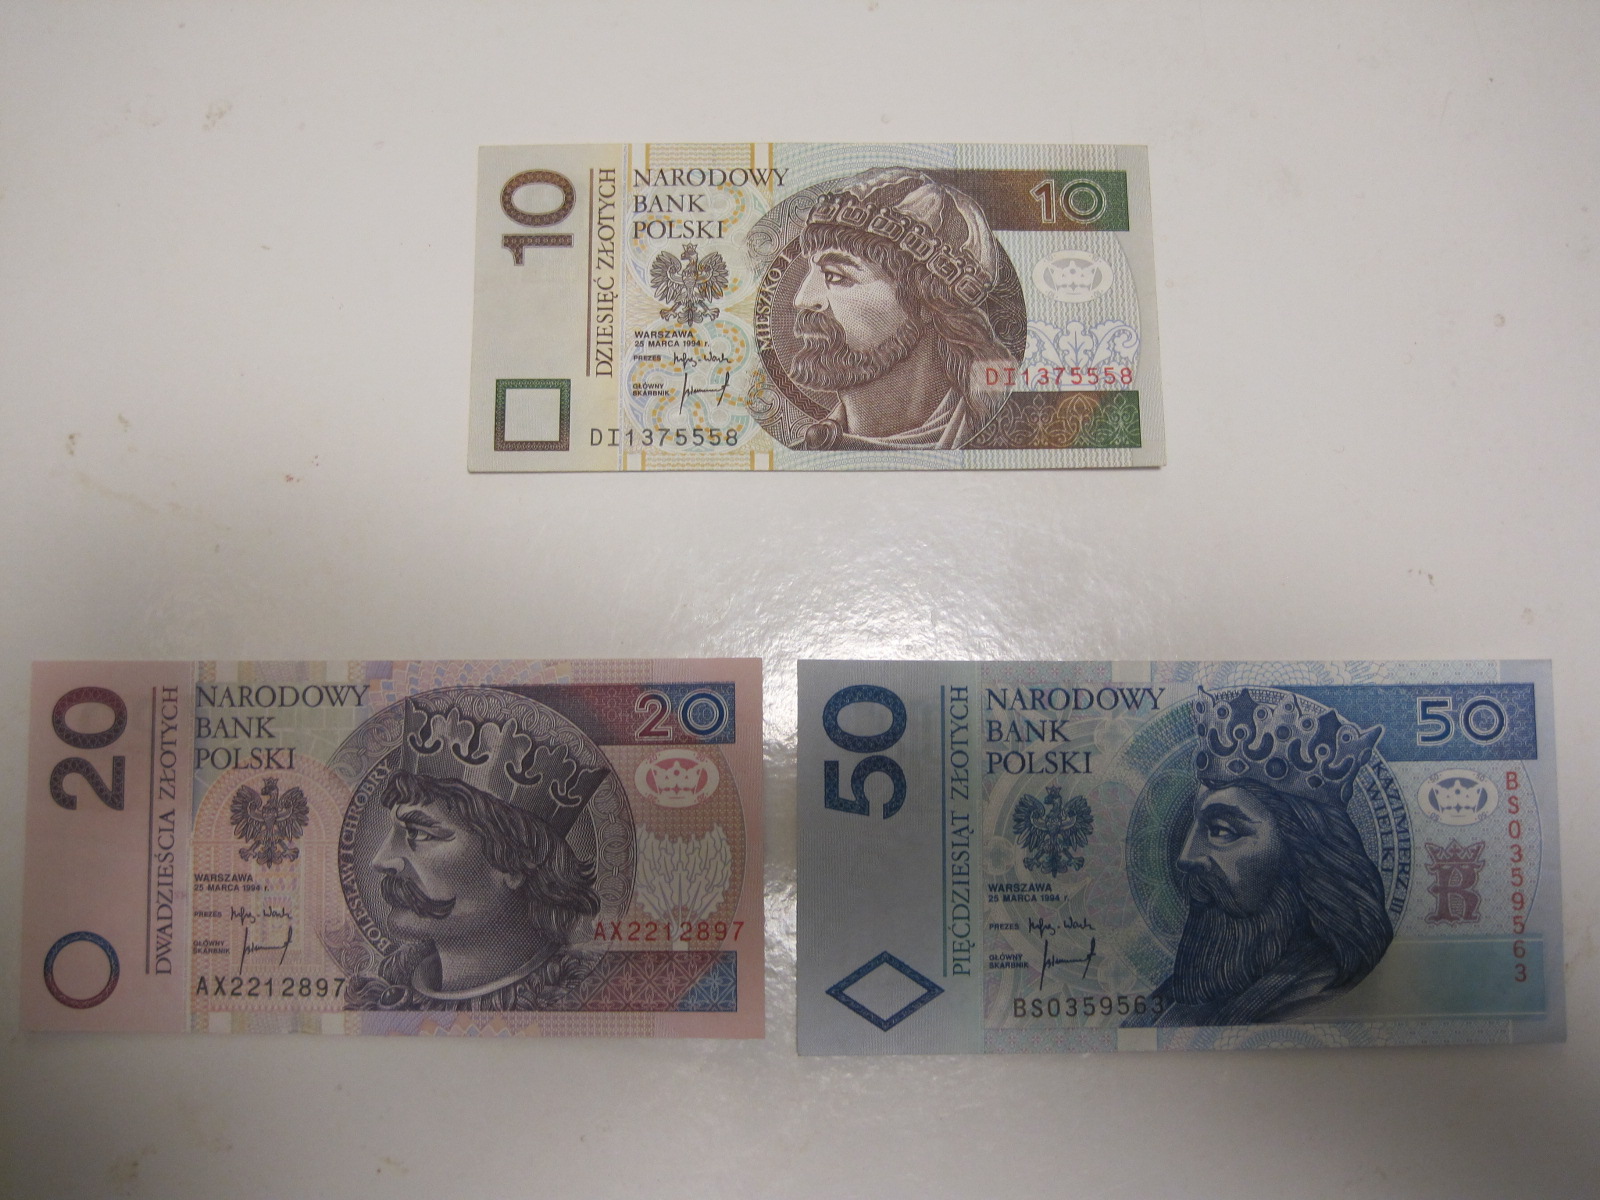 10
DZIESIĘĆ ZŁOTYCH
NARODOWY
BANK
POLSKI
MIESZKO I
10
WARSZAWA
25 MARCA 1994 r.
PREZES
GŁÓWNY
SKARBNIK
DI1375558
DI1375558
20
DWADZIEŚCIA ZŁOTYCH
NARODOWY
BANK
POLSKI
BOLESŁAW I CHROBRY
20
WARSZAWA
25 MARCA 1994 r.
PREZES
GŁÓWNY
SKARBNIK
AX2212897
AX2212897
50
PIĘĆDZIESIĄT ZŁOTYCH
NARODOWY
BANK
POLSKI
KAZIMIERZ III
WIELKI
50
WARSZAWA
25 MARCA 1994 r.
PREZES
GŁÓWNY
SKARBNIK
BS0359563
BS0359563